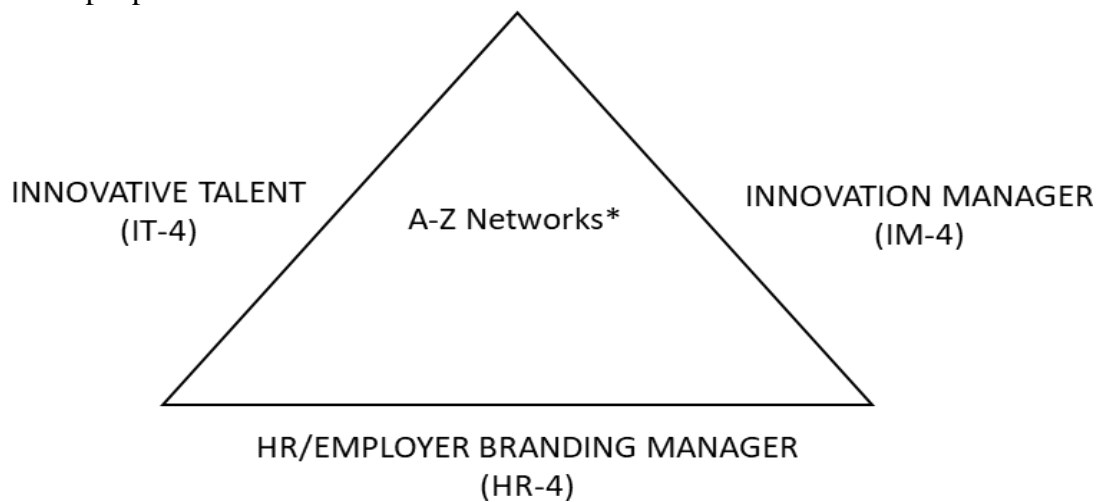 INNOVATIVE TALENT
(IT-4)
A-Z Networks*
INNOVATION MANAGER
(IM-4)
HR/EMPLOYER BRANDING MANAGER
(HR-4)